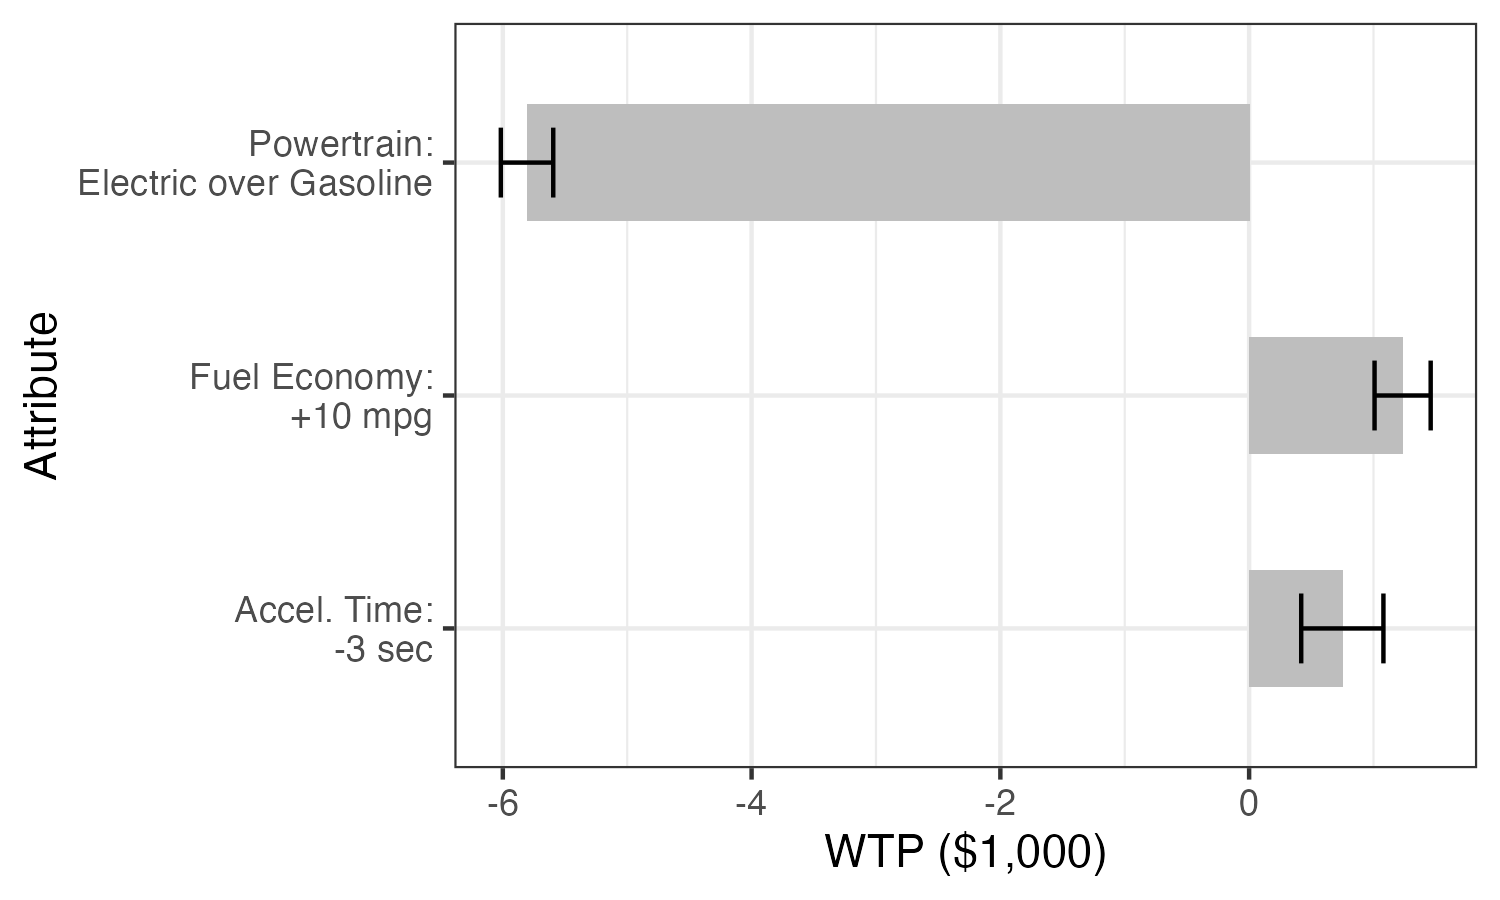 Powertrain:
Electric over Gasoline
Fuel Economy:
+10 mpg
Accel. Time:
-3 sec
Attribute
-6
-4
-2
0
WTP ($1,000)